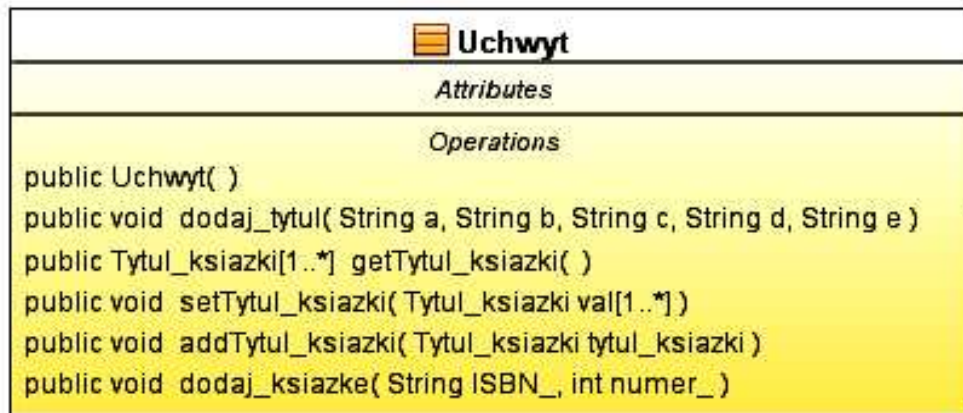 Uchwyt
Attributes
Operations
public Uchwyt( )
public void dodaj_tytul( String a, String b, String c, String d, String e )
public Tytul_ksiazki[1..*] getTytul_ksiazki( )
public void setTytul_ksiazki( Tytul_ksiazki val[1..*] )
public void addTytul_ksiazki( Tytul_ksiazki tytul_ksiazki )
public void dodaj_ksiazke( String ISBN_, int numer_ )